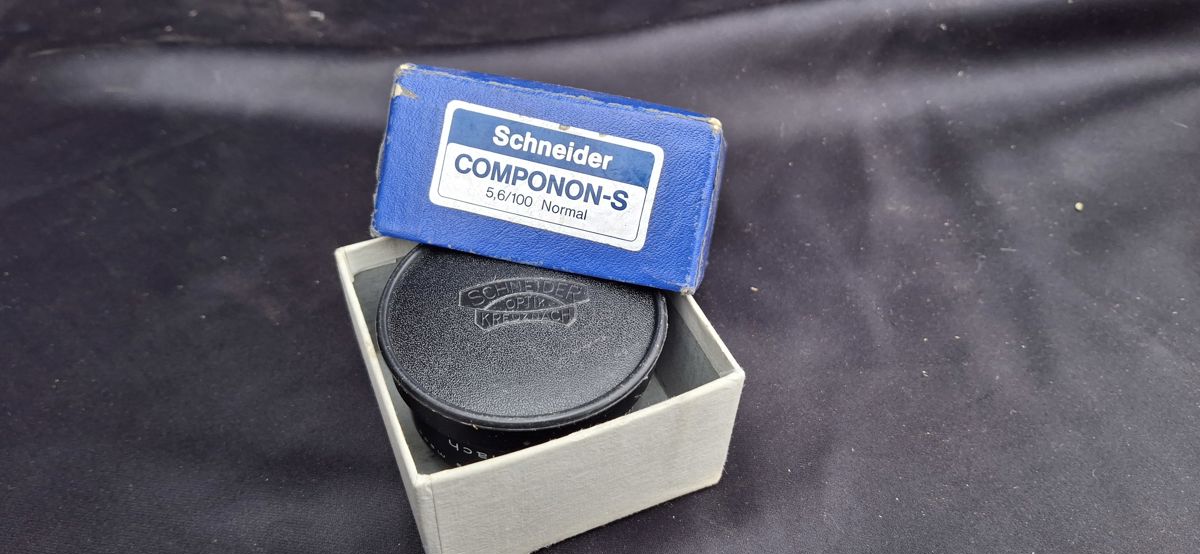 Schneider
COMPONON-S
5,6/100 Normal
SCHNEIDER
OPTIK
KREUZNACH